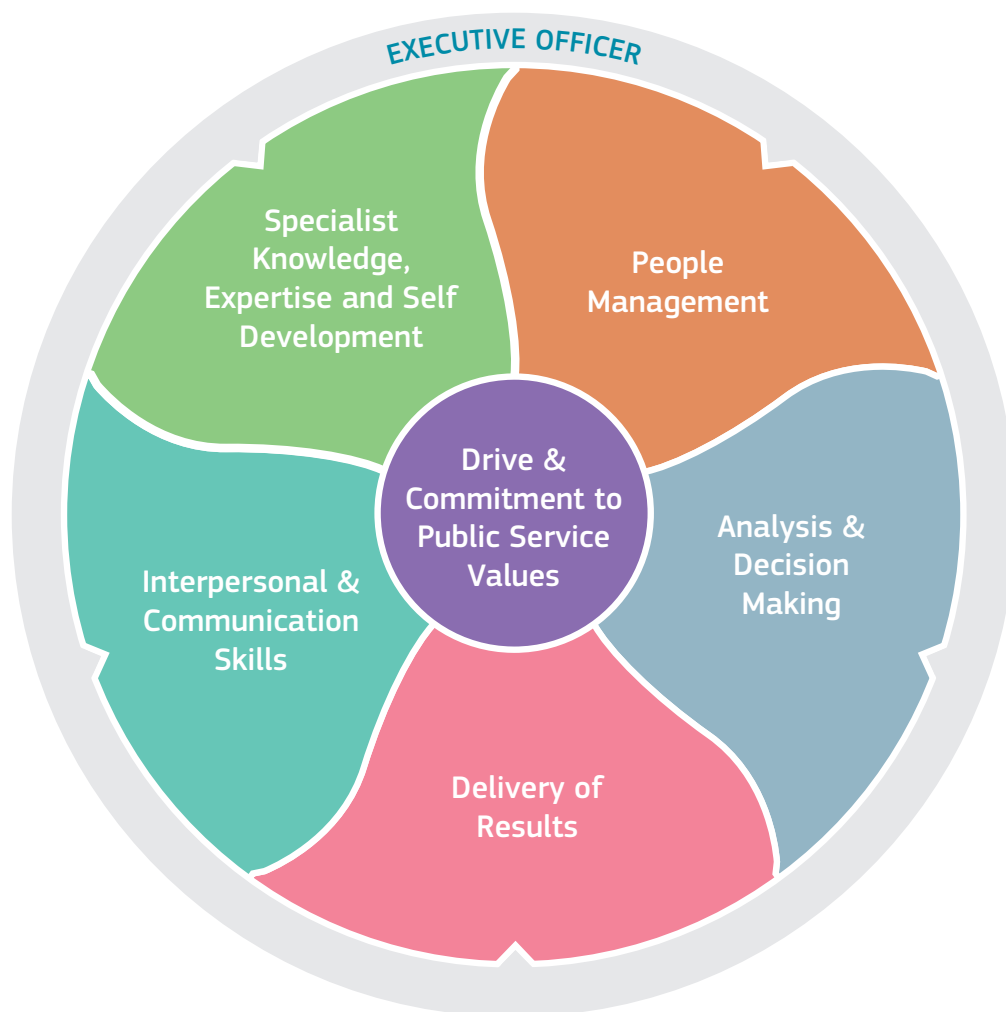 EXECUTIVE OFFICER
Specialist
Knowledge,
Expertise and Self
Development
People
Management
Drive &
Commitment to
Public Service
Values
Analysis &
Decision
Making
Interpersonal &
Communication
Skills
Delivery of
Results